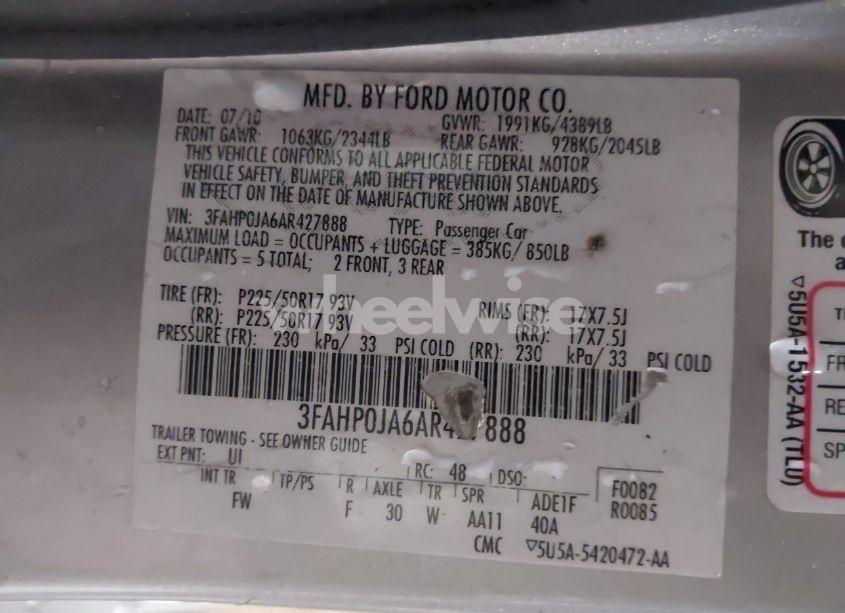 MFD. BY FORD MOTOR CO.
DATE: 07/10 GVWR: 1991KG/4389LB
FRONT GAWR: 1063KG/2344LB REAR GAWR: 928KG/2045LB
THIS VEHICLE CONFORMS TO ALL APPLICABLE FEDERAL MOTOR
VEHICLE SAFETY, BUMPER, AND THEFT PREVENTION STANDARDS
IN EFFECT ON THE DATE OF MANUFACTURE SHOWN ABOVE.
VIN: 3FAHP0JA6AR427888 TYPE: Passenger Car
MAXIMUM LOAD = OCCUPANTS + LUGGAGE = 385KG/ 850LB
OCCUPANTS = 5 TOTAL; 2 FRONT, 3 REAR
TIRE (FR): P225/50R17 93V RIMS (FR): 17X7.5J
(RR): P225/50R17 93V (RR): 17X7.5J
PRESSURE (FR): 230 kPa/ 33 PSI COLD (RR): 230 kPa/ 33 PSI COLD
3FAHP0JA6AR427888
TRAILER TOWING - SEE OWNER GUIDE
EXT PNT: UI RC: 48 DSO:
INT TR TP/PS R AXLE TR SPR ADE1F F0082
FW F 30 W AA11 40A R0085
CMC ▽5U5A-5420472-AA
wheelwire
The
▽5U5A-1532-AA (TLU)
FR
RE
SP